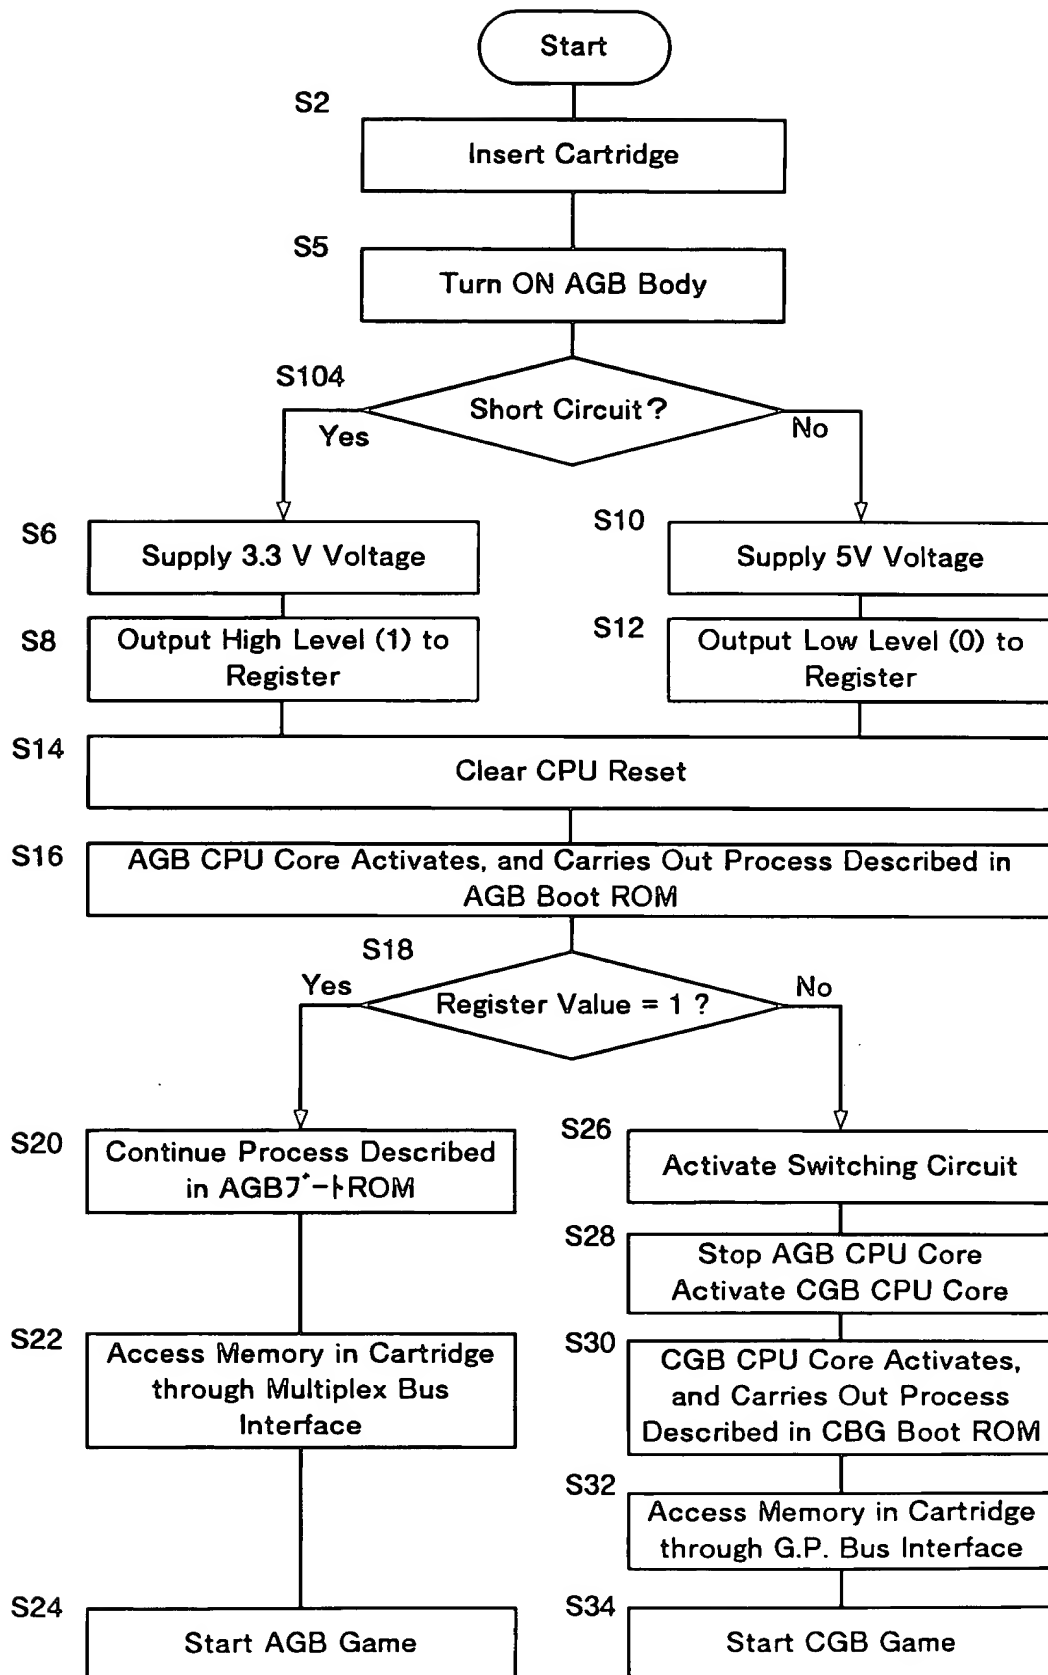 Start
S2
Insert Cartridge
S5
Turn ON AGB Body
S104
Short Circuit?
Yes
No
S6
Supply 3.3 V Voltage
S10
Supply 5V Voltage
S8
Output High Level (1) to
Register
S12
Output Low Level (0) to
Register
S14
Clear CPU Reset
S16
AGB CPU Core Activates, and Carries Out Process Described in
AGB Boot ROM
S18
Register Value = 1 ?
Yes
No
S20
Continue Process Described
in AGBブートROM
S26
Activate Switching Circuit
S28
Stop AGB CPU Core
Activate CGB CPU Core
S22
Access Memory in Cartridge
through Multiplex Bus
Interface
S30
CGB CPU Core Activates,
and Carries Out Process
Described in CBG Boot ROM
S32
Access Memory in Cartridge
through G.P. Bus Interface
S24
Start AGB Game
S34
Start CGB Game